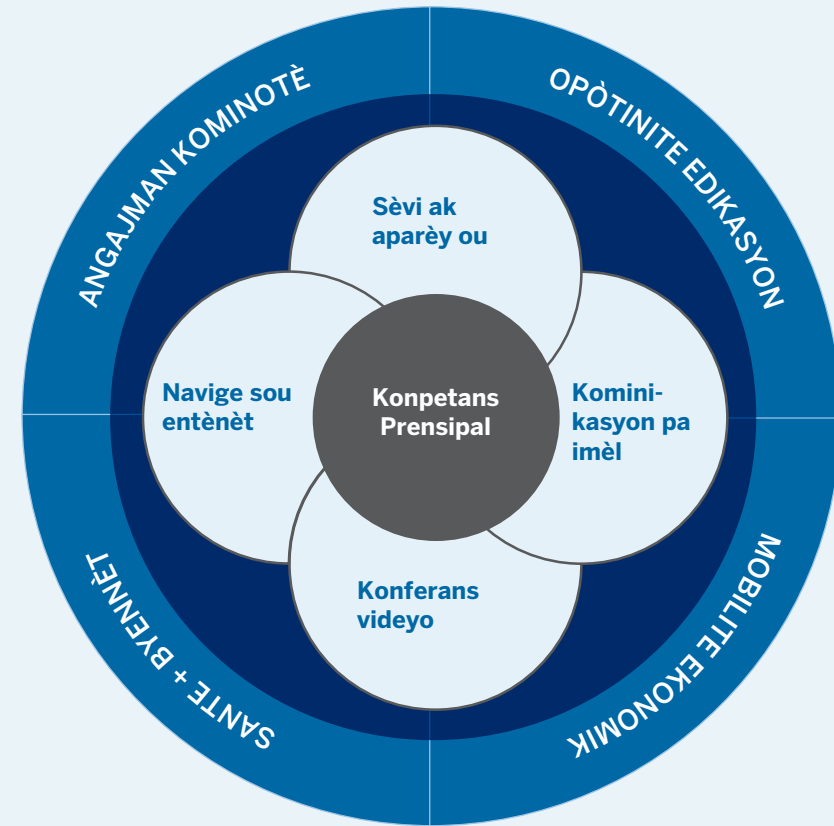 ANGAJMAN KOMINOTÈ
OPÒTINITE EDIKASYON
Sèvi ak
aparèy ou
Navige sou
entènèt
Konpetans
Prensipal
Komini-
kasyon pa
imèl
Konferans
videyo
SANTE + BYENNÈT
MOBILITE EKONOMIK